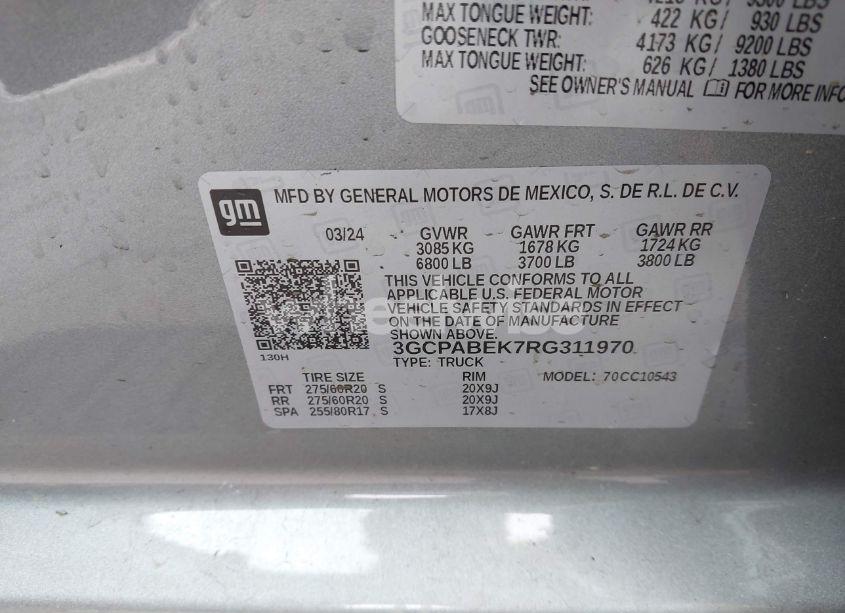 MAX TONGUE WEIGHT: 422 KG/ 930 LBS
GOOSENECK TWR: 4173 KG/ 9200 LBS
MAX TONGUE WEIGHT: 626 KG/ 1380 LBS
SEE OWNER'S MANUAL FOR MORE INFO
gm
MFD BY GENERAL MOTORS DE MEXICO, S. DE R.L. DE C.V.
03/24 GVWR GAWR FRT GAWR RR
3085 KG 1678 KG 1724 KG
6800 LB 3700 LB 3800 LB
THIS VEHICLE CONFORMS TO ALL
APPLICABLE U.S. FEDERAL MOTOR
VEHICLE SAFETY STANDARDS IN EFFECT
ON THE DATE OF MANUFACTURE
SHOWN ABOVE.
3GCPABEK7RG311970
130H
TYPE: TRUCK
TIRE SIZE RIM MODEL: 70CC10543
FRT 275/60R20 S 20X9J
RR 275/60R20 S 20X9J
SPA 255/80R17 S 17X8J